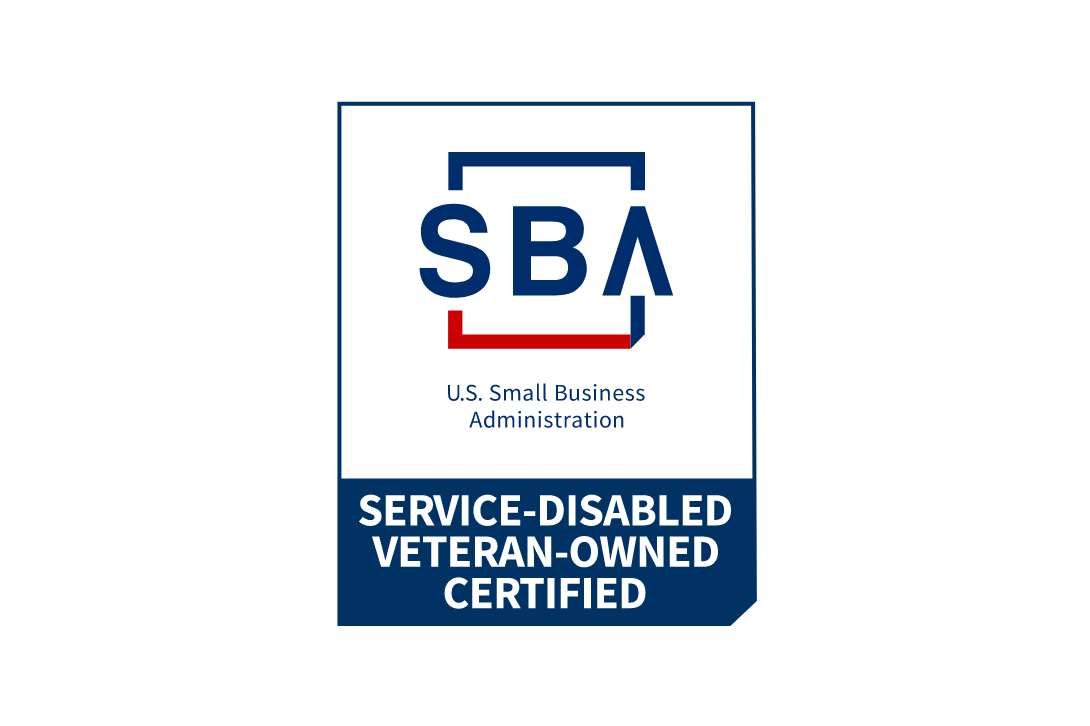 SBA
U.S. Small Business
Administration
SERVICE-DISABLED
VETERAN-OWNED
CERTIFIED